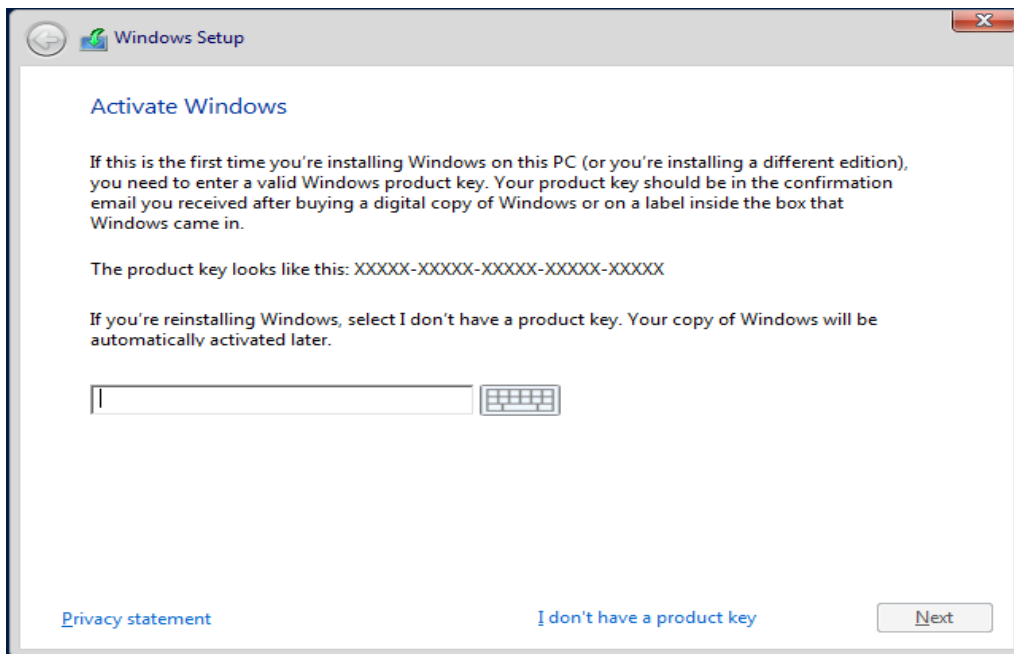 Windows Setup
Activate Windows
If this is the first time you're installing Windows on this PC (or you're installing a different edition),
you need to enter a valid Windows product key. Your product key should be in the confirmation
email you received after buying a digital copy of Windows or on a label inside the box that
Windows came in.
The product key looks like this: XXXXX-XXXXX-XXXXX-XXXXX-XXXXX
If you're reinstalling Windows, select I don't have a product key. Your copy of Windows will be
automatically activated later.
Privacy statement
I don't have a product key
Next